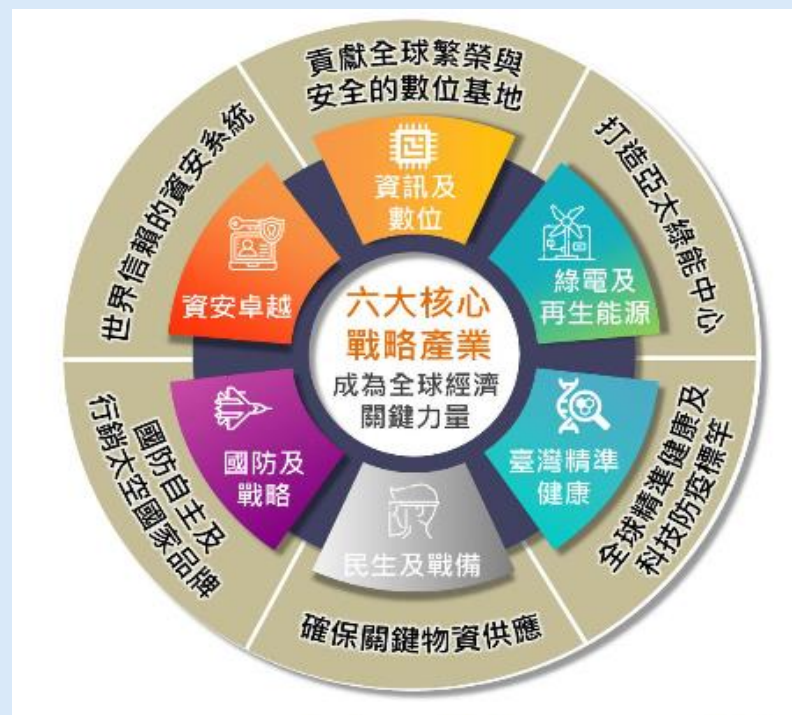 貢獻全球繁榮與
安全的數位基地
資訊及
數位
打造亞太綠能中心
綠電及
再生能源
全球精準健康及
科技防疫標竿
臺灣精準
健康
確保關鍵物資供應
民生及戰備
國防自主及
行銷太空國家品牌
國防及
戰略
世界信賴的資安系統
資安卓越
六大核心
戰略產業
成為全球經濟
關鍵力量